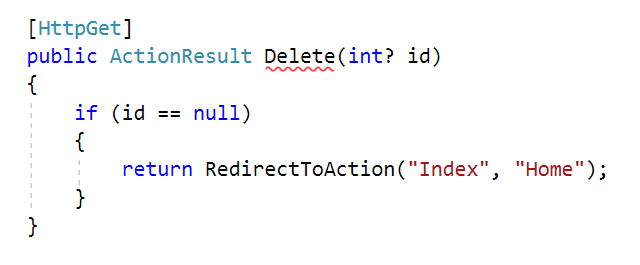 [HttpGet]
public ActionResult Delete(int? id)
{
    if (id == null)
    {
        return RedirectToAction("Index", "Home");
    }
}